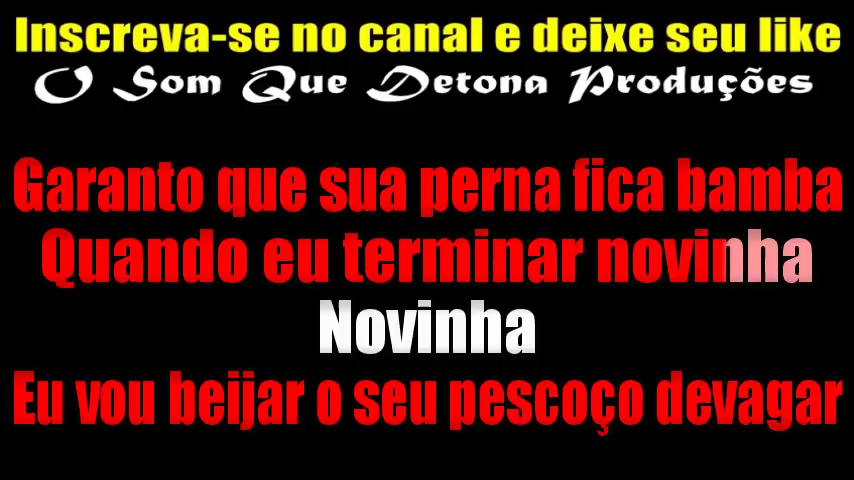 Inscreva-se no canal e deixe seu like
O Som Que Detona Produções
Garanto que sua perna fica bamba
Quando eu terminar novinha
Novinha
Eu vou beijar o seu pescoço devagar